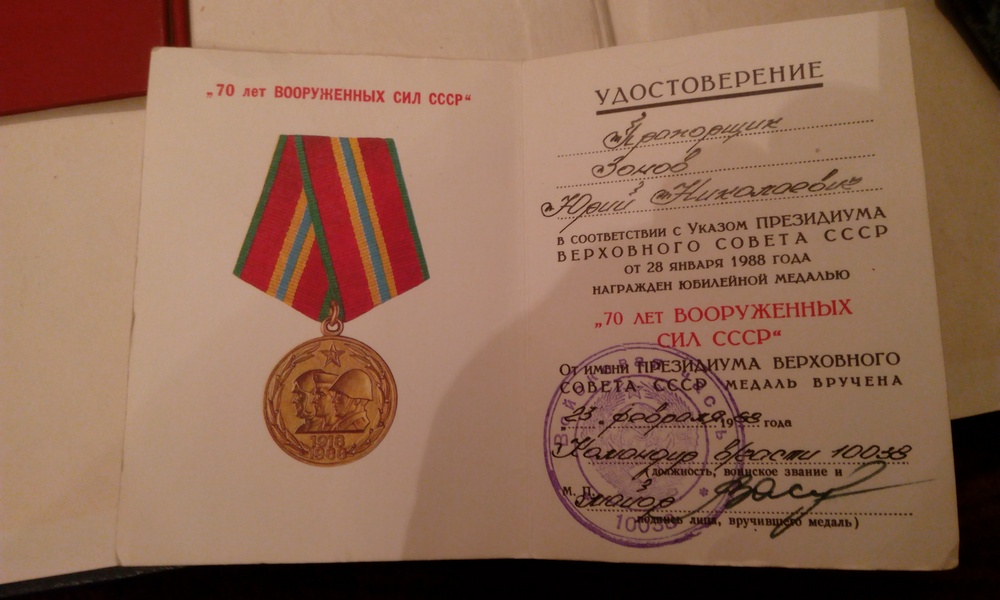 „70 лет ВООРУЖЕННЫХ СИЛ СССР“
1918
1988
УДОСТОВЕРЕНИЕ
Прапорщик
Зонов
Юрий Николаевич
в соответствии с Указом ПРЕЗИДИУМА
ВЕРХОВНОГО СОВЕТА СССР
от 28 января 1988 года
награжден юбилейной медалью
„70 лет ВООРУЖЕННЫХ
СИЛ СССР“
От имени ПРЕЗИДИУМА ВЕРХОВНОГО
СОВЕТА СССР медаль вручена
23 февраля 1988 года
Командир в/части 10038
(должность, воинское звание и
М. П. майор
подпись лица, вручившего медаль)
10038